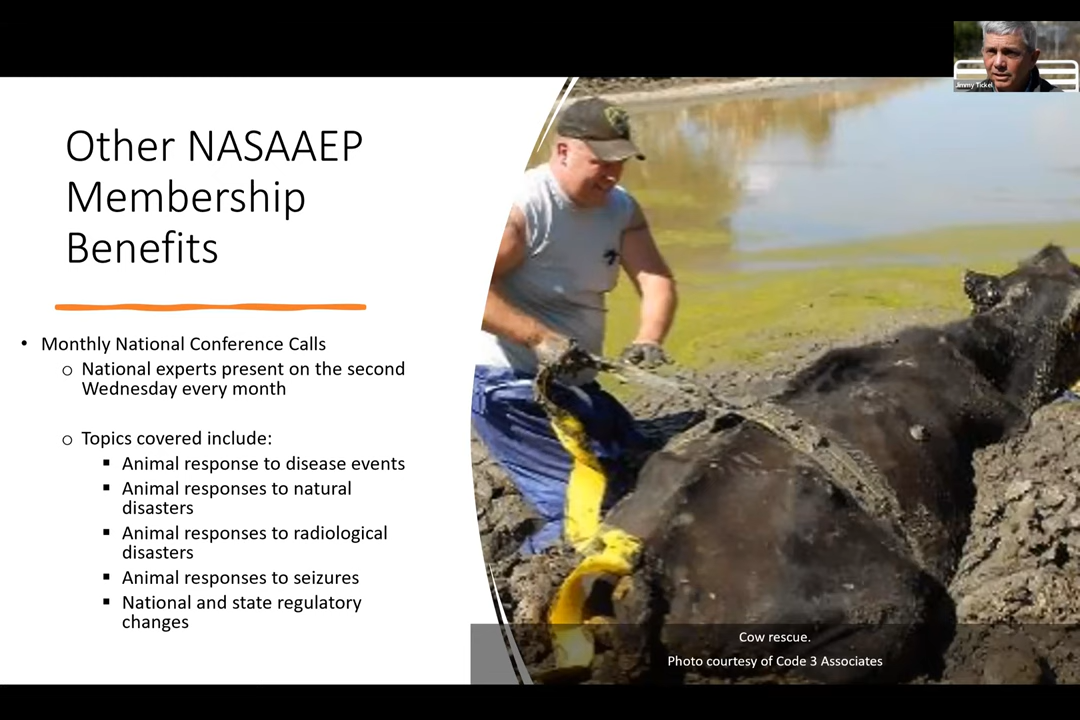 Jimmy Tickel
Other NASAAEP
Membership
Benefits
• Monthly National Conference Calls
o National experts present on the second
Wednesday every month
o Topics covered include:
▪ Animal response to disease events
▪ Animal responses to natural
disasters
▪ Animal responses to radiological
disasters
▪ Animal responses to seizures
▪ National and state regulatory
changes
Cow rescue.
Photo courtesy of Code 3 Associates